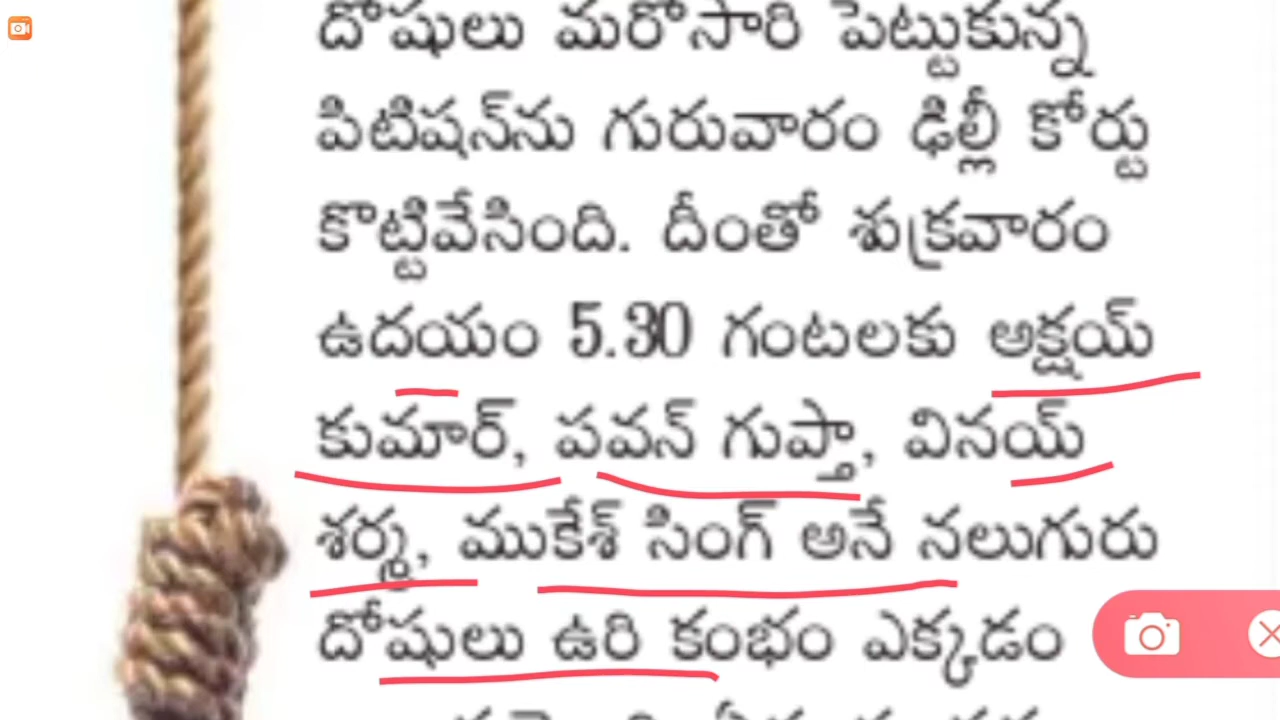 దోషులు మరోసారి పెట్టుకున్న
పిటిషన్‌ను గురువారం ఢిల్లీ కోర్టు
కొట్టివేసింది. దీంతో శుక్రవారం
ఉదయం 5.30 గంటలకు అక్షయ్
కుమార్, పవన్ గుప్తా, వినయ్
శర్మ, ముకేశ్ సింగ్ అనే నలుగురు
దోషులు ఉరి కంభం ఎక్కడం